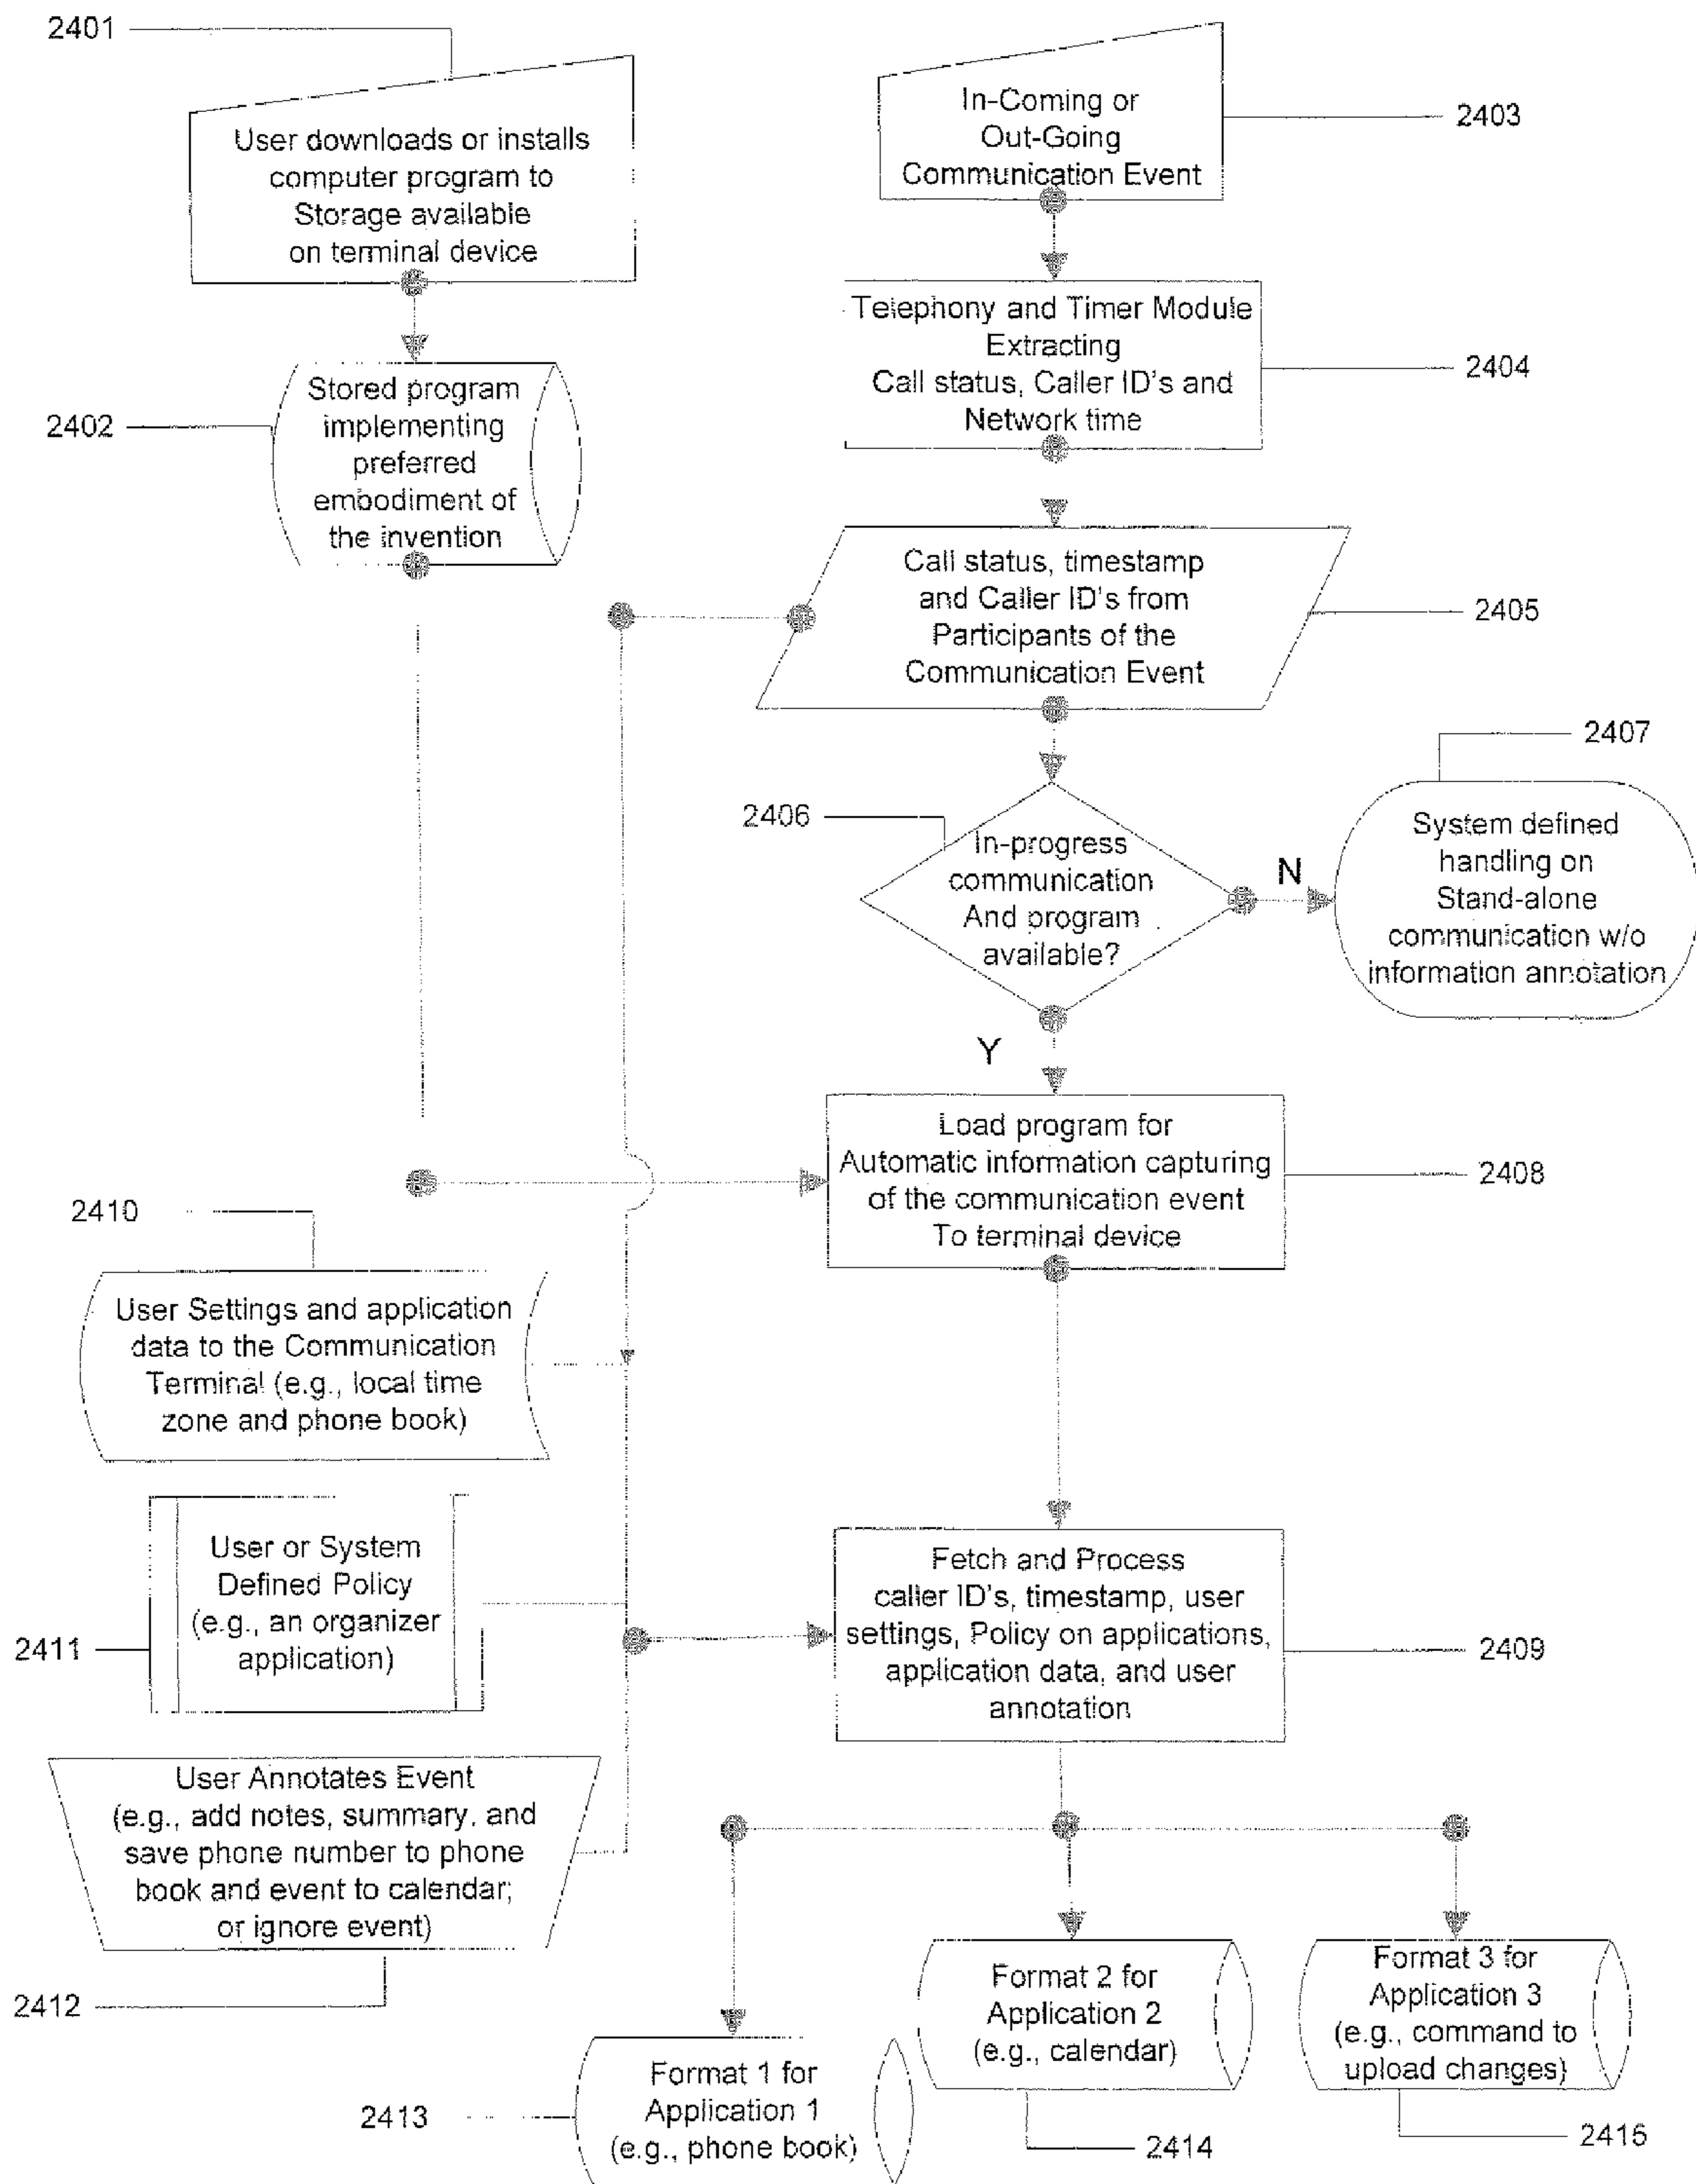 2401
User downloads or installs
computer program to
Storage available
on terminal device
In-Coming or
Out-Going
Communication Event
2403
Telephony and Timer Module
Extracting
Call status, Caller ID's and
Network time
2404
2402
Stored program
implementing
preferred
embodiment of
the invention
Call status, timestamp
and Caller ID's from
Participants of the
Communication Event
2405
2406
In-progress
communication
And program
available?
N
2407
System defined
handling on
Stand-alone
communication w/o
information annotation
Y
Load program for
Automatic information capturing
of the communication event
To terminal device
2408
2410
User Settings and application
data to the Communication
Terminal (e.g., local time
zone and phone book)
2411
User or System
Defined Policy
(e.g., an organizer
application)
Fetch and Process
caller ID's, timestamp, user
settings, Policy on applications,
application data, and user
annotation
2409
User Annotates Event
(e.g., add notes, summary, and
save phone number to phone
book and event to calendar;
or ignore event)
2412
2413
Format 1 for
Application 1
(e.g., phone book)
Format 2 for
Application 2
(e.g., calendar)
2414
Format 3 for
Application 3
(e.g., command to
upload changes)
2415